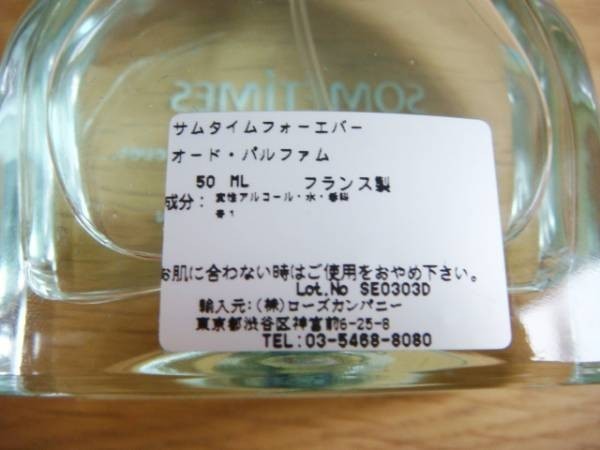 SOMETIMES
サムタイムフォーエバー
オード・パルファム
50 ML フランス製
成分: 変性アルコール・水・香料
お肌に合わない時はご使用をおやめ下さい。
Lot.No SE0303D
輸入元:(株)ローズカンパニー
東京都渋谷区神宮前6-25-8
TEL:03-5468-8080